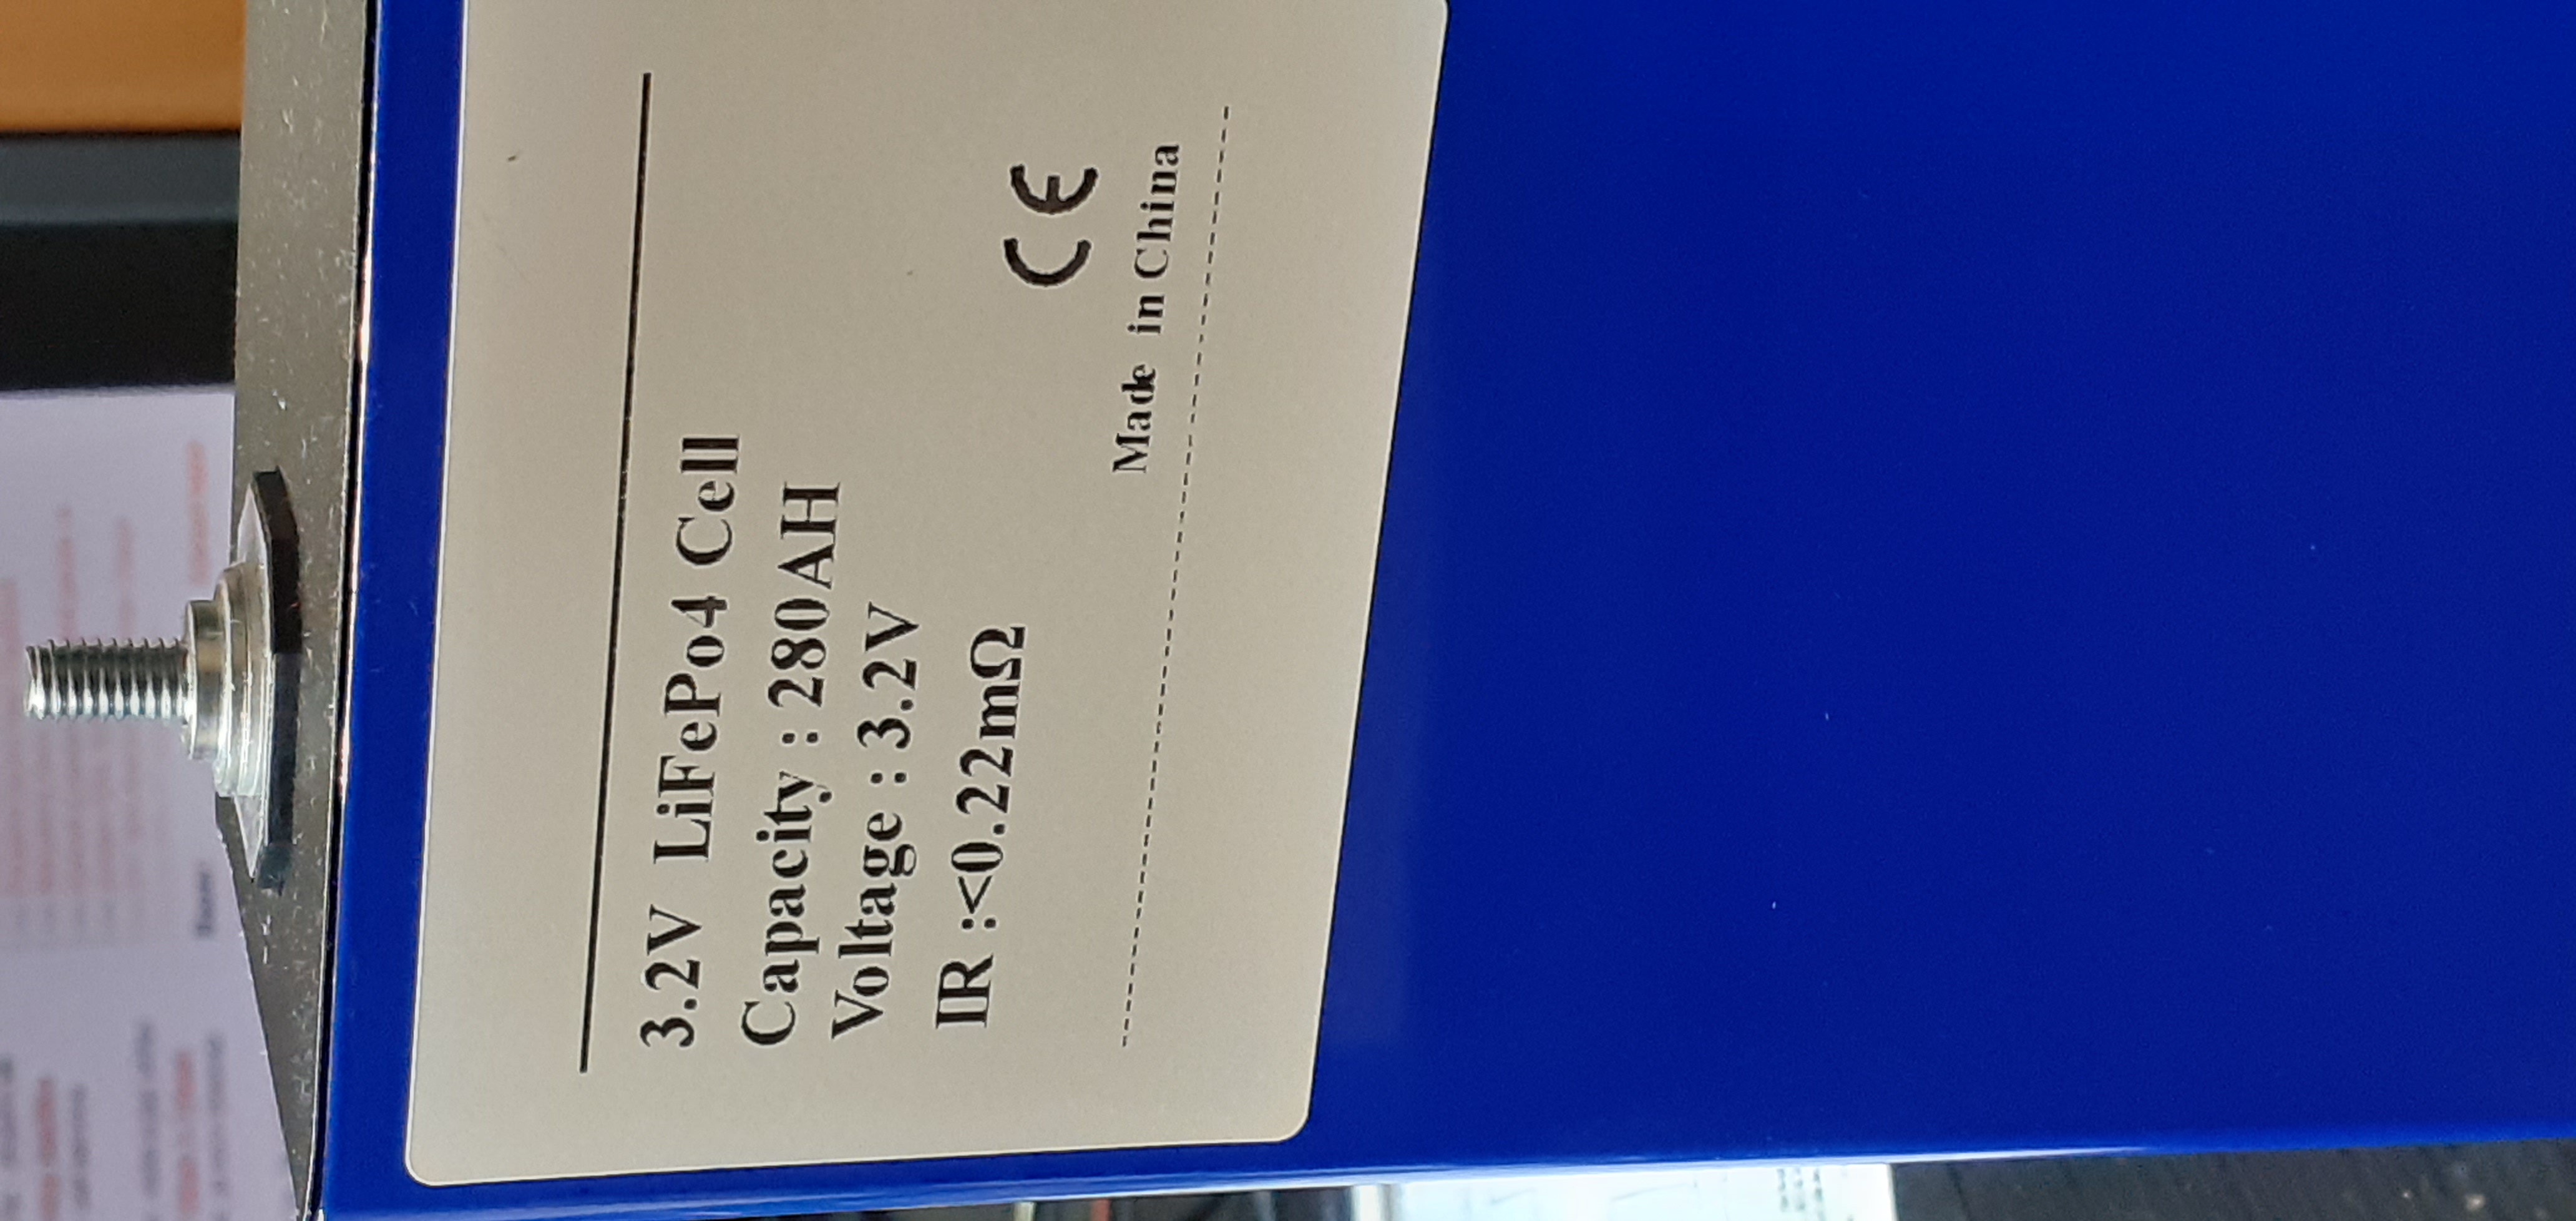 3.2V LiFePo4 Cell
Capacity : 280AH
Voltage : 3.2V
IR :<0.22mΩ
CE
Made in China